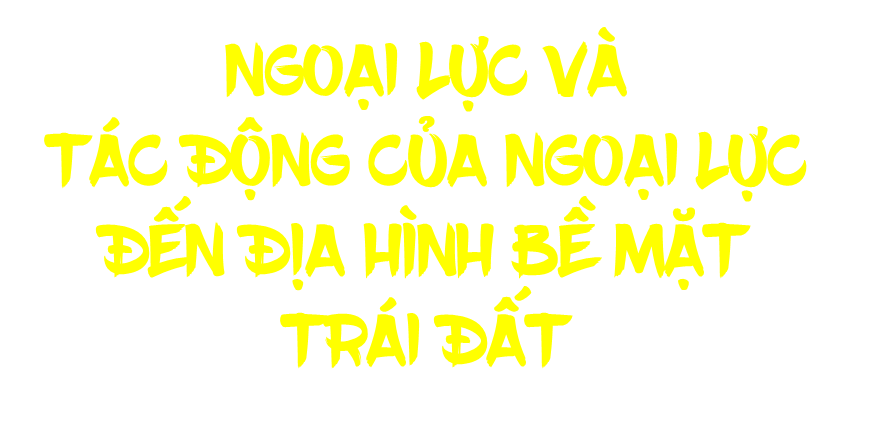 NGOẠI LỰC VÀ
TÁC ĐỘNG CỦA NGOẠI LỰC
ĐẾN ĐỊA HÌNH BỀ MẶT
TRÁI ĐẤT